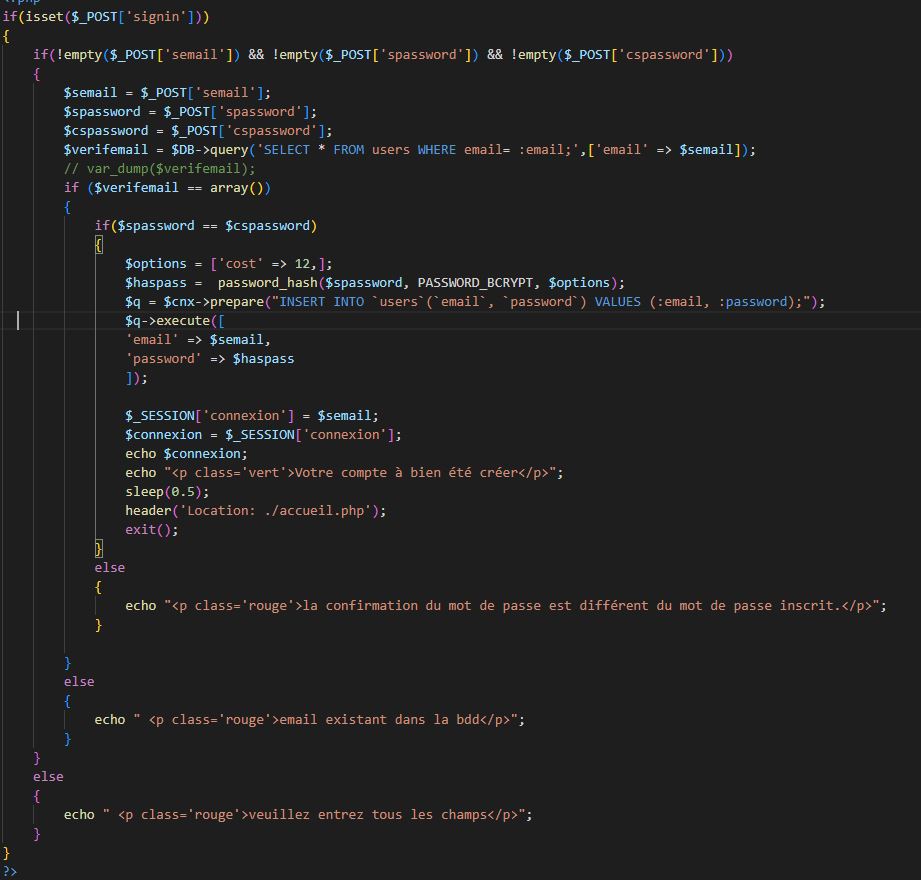 <?php
if(isset($_POST['signin']))
{
    if(!empty($_POST['semail']) && !empty($_POST['spassword']) && !empty($_POST['cspassword']))
    {
        $semail = $_POST['semail'];
        $spassword = $_POST['spassword'];
        $cspassword = $_POST['cspassword'];
        $verifemail = $DB->query('SELECT * FROM users WHERE email= :email;',['email' => $semail]);
        // var_dump($verifemail);
        if ($verifemail == array())
        {
            if($spassword == $cspassword)
            {
                $options = ['cost' => 12,];
                $haspass =  password_hash($spassword, PASSWORD_BCRYPT, $options);
                $q = $cnx->prepare("INSERT INTO `users`(`email`, `password`) VALUES (:email, :password);");
                $q->execute([
                'email' => $semail,
                'password' => $haspass
                ]);

                $_SESSION['connexion'] = $semail;
                $connexion = $_SESSION['connexion'];
                echo $connexion;
                echo "<p class='vert'>Votre compte à bien été créer</p>";
                sleep(0.5);
                header('Location: ./accueil.php');
                exit();
            }
            else
            {
                echo "<p class='rouge'>la confirmation du mot de passe est différent du mot de passe inscrit.</p>";
            }

        }
        else
        {
            echo " <p class='rouge'>email existant dans la bdd</p>";
        }
    }
    else
    {
        echo " <p class='rouge'>veuillez entrez tous les champs</p>";
    }
}
?>